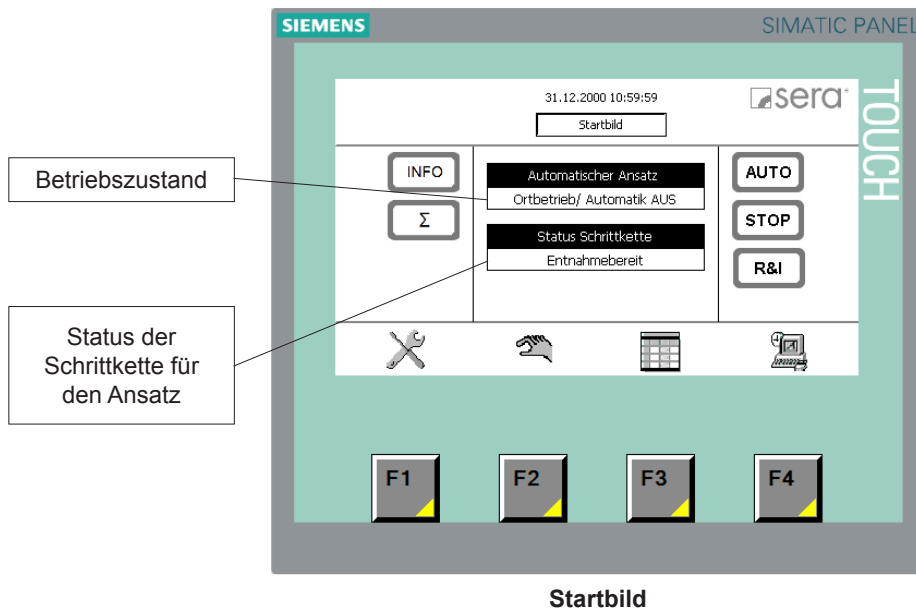 SIEMENS
SIMATIC PANEL
TOUCH
31.12.2000 10:59:59
sera
Startbild
Betriebszustand
INFO
Automatischer Ansatz
AUTO
Ortbetrieb/ Automatik AUS
Σ
STOP
Status Schrittkette
Entnahmebereit
R&I
Status der
Schrittkette für
den Ansatz
F1
F2
F3
F4
Startbild